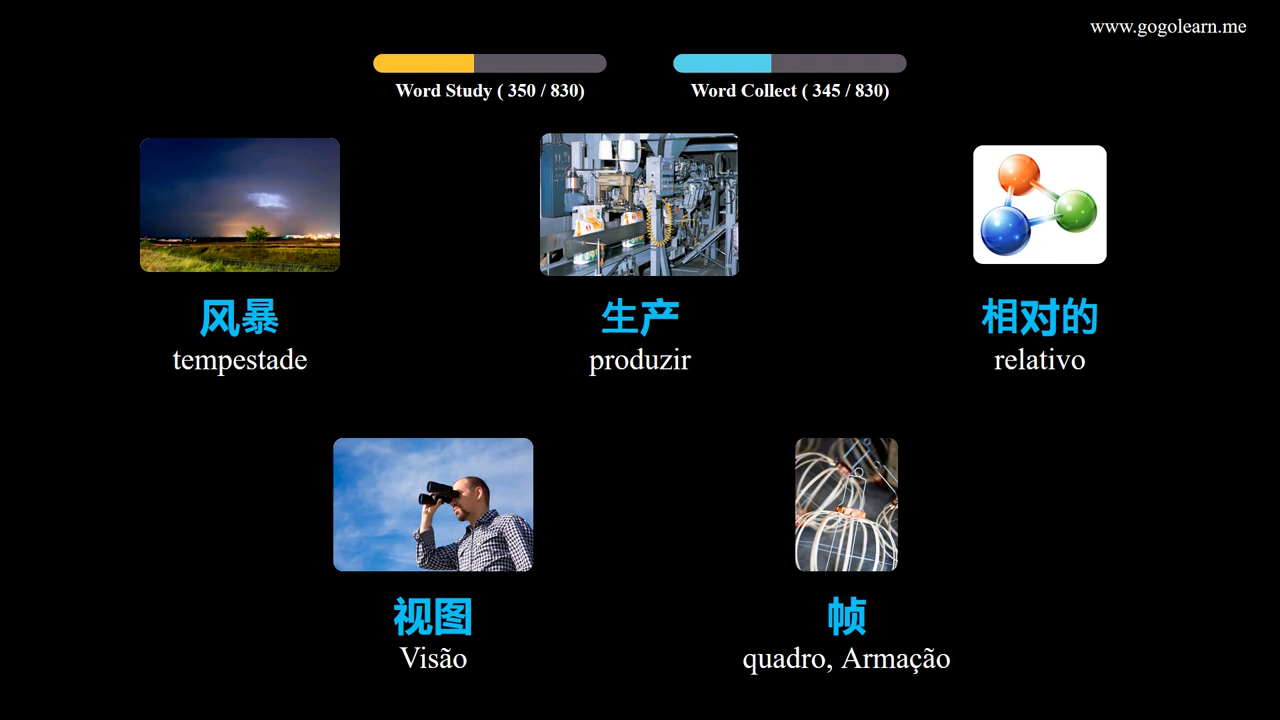 www.gogolearn.me
Word Study ( 350 / 830)
Word Collect ( 345 / 830)
风暴
tempestade
生产
produzir
相对的
relativo
视图
Visão
帧
quadro, Armação